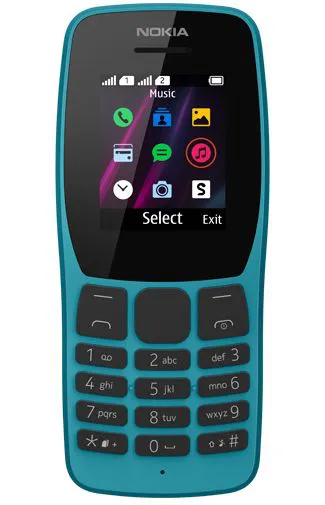 NOKIA
1 2
Music
S
Select Exit
1 2 abc def 3
4 ghi 5 jkl mno 6
7 pqrs 8 tuv wxyz 9
* + 0 #